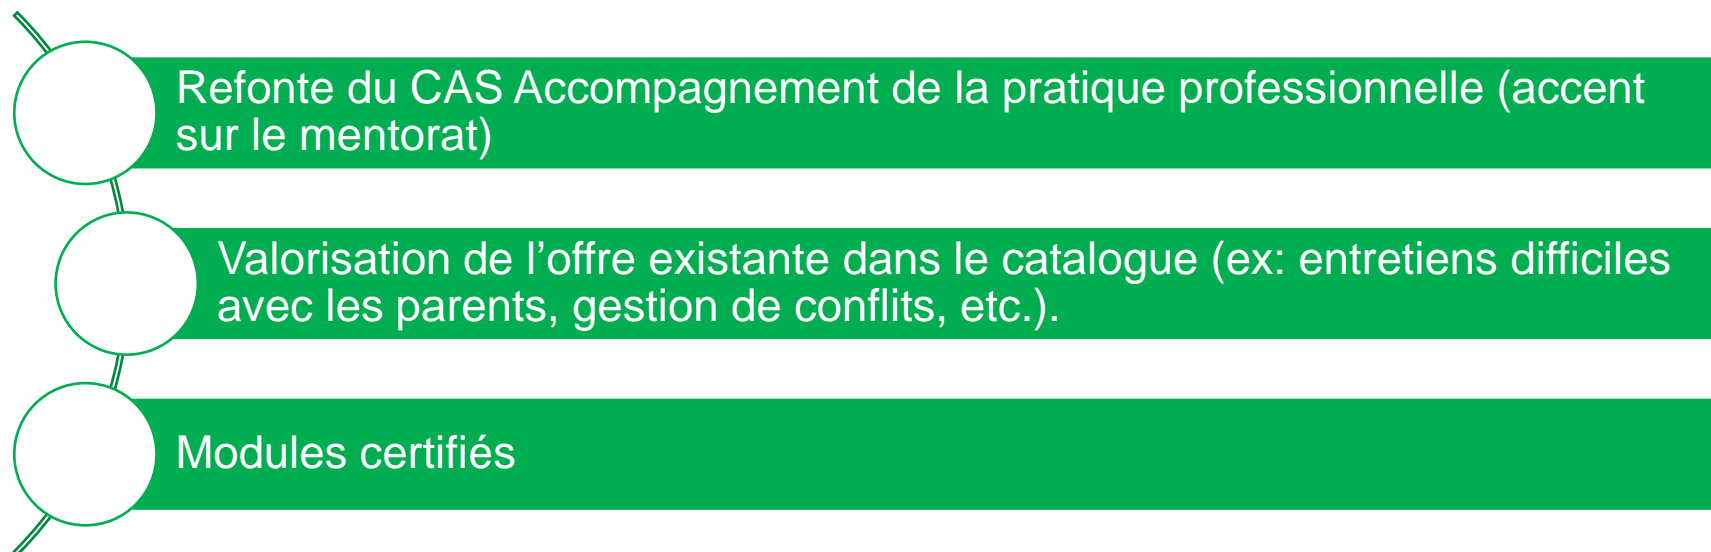 Refonte du CAS Accompagnement de la pratique professionnelle (accent
sur le mentorat)
Valorisation de l’offre existante dans le catalogue (ex: entretiens difficiles
avec les parents, gestion de conflits, etc.).
Modules certifiés